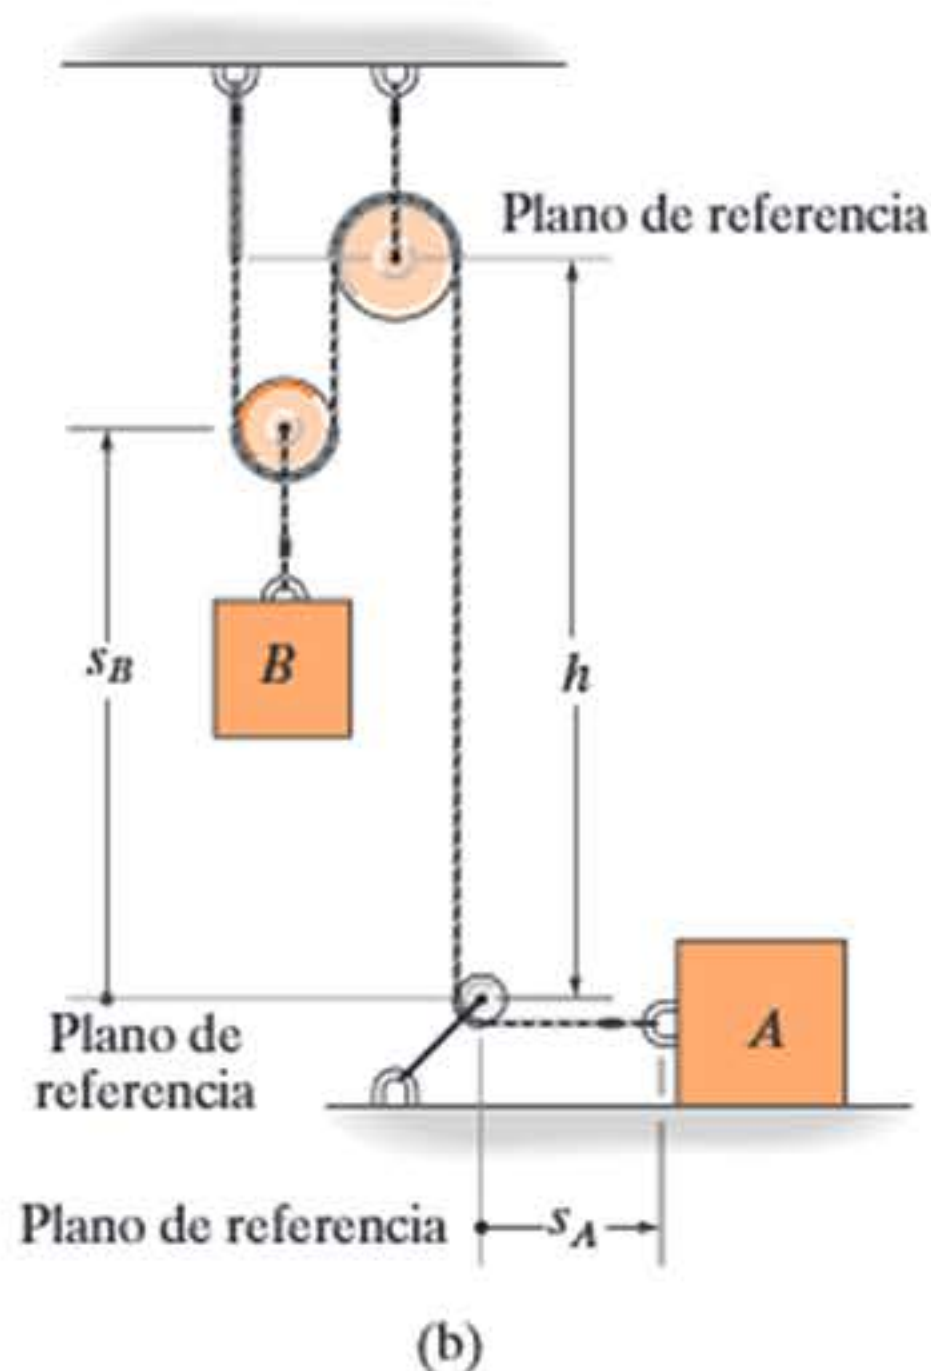 Plano de referencia
s_B
B
h
A
Plano de
referencia
Plano de referencia
s_A
(b)